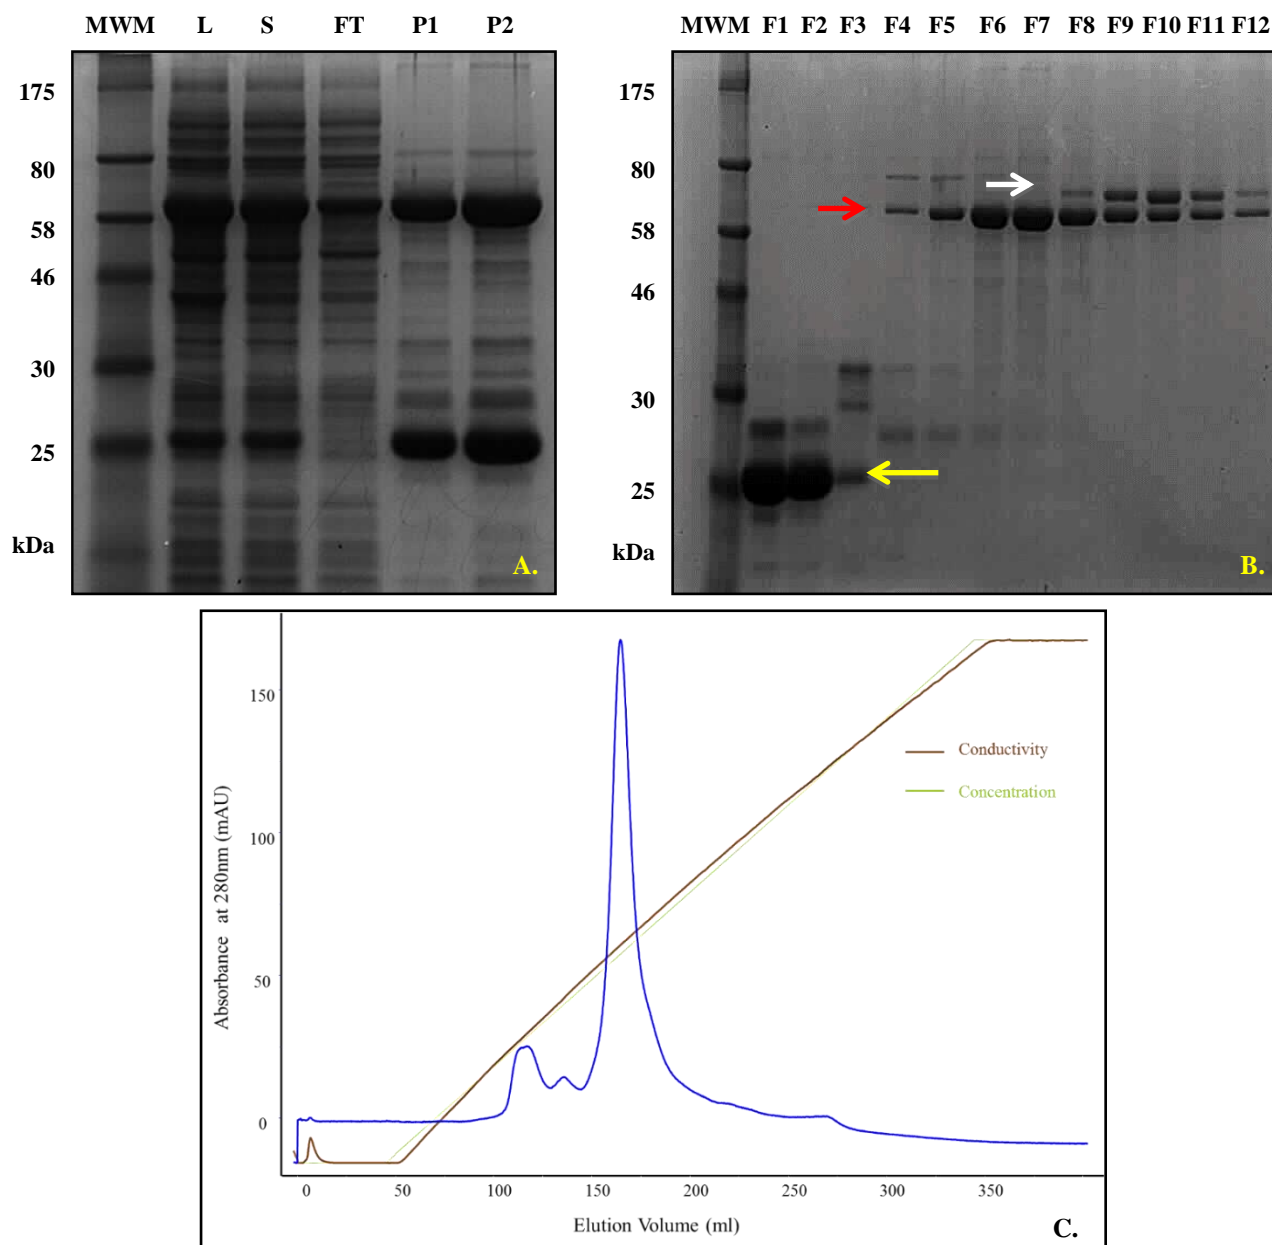 MWM L S FT P1 P2
175
80
58
46
30
25
kDa
A.
MWM F1 F2 F3 F4 F5 F6 F7 F8 F9 F10 F11 F12
175
80
58
46
30
25
kDa
B.
150
100
50
0
Absorbance at 280nm (mAU)
Conductivity
Concentration
0 50 100 150 200 250 300 350
Elution Volume (ml)
C.